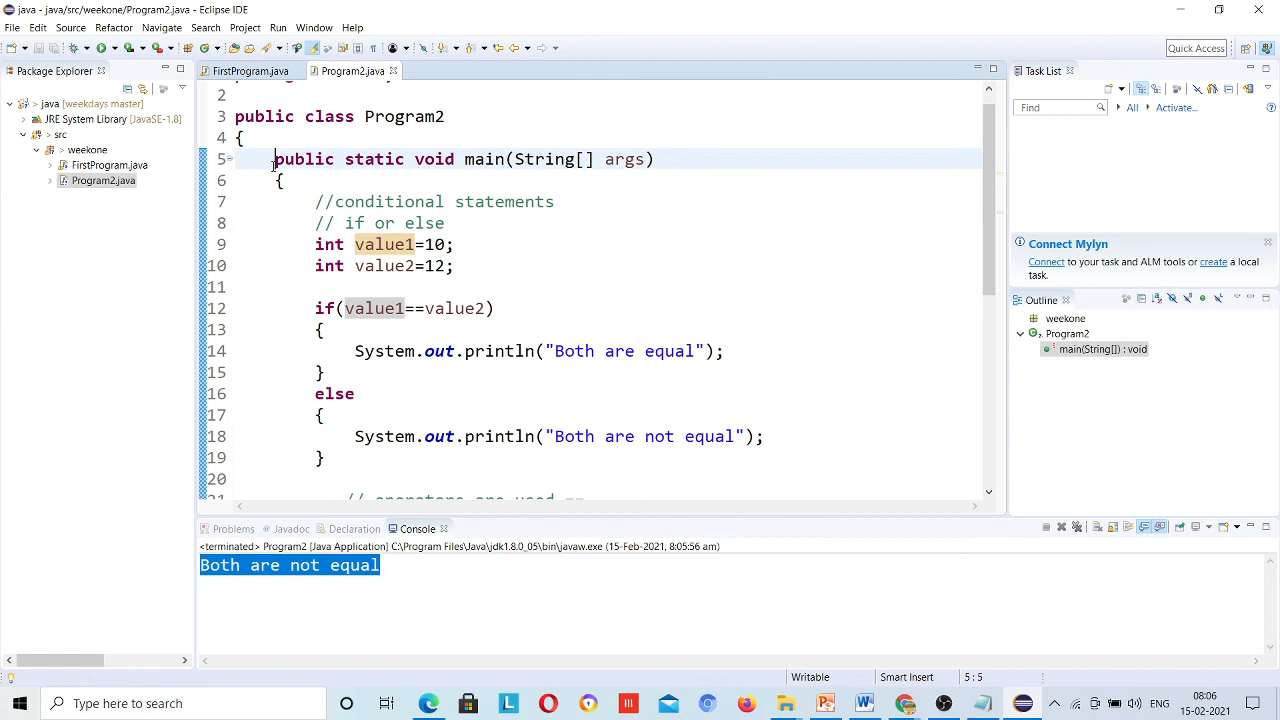 java - java/src/weekone/Program2.java - Eclipse IDE
File Edit Source Refactor Navigate Search Project Run Window Help
Quick Access
Package Explorer
FirstProgram.java
Program2.java
Task List
> java [weekdays master]
JRE System Library [JavaSE-1.8]
> src
> weekone
> FirstProgram.java
> Program2.java
2
3 public class Program2
4 {
5 public static void main(String[] args)
6 {
7 //conditional statements
8 // if or else
9 int value1=10;
10 int value2=12;
11
12 if(value1==value2)
13 {
14 System.out.println("Both are equal");
15 }
16 else
17 {
18 System.out.println("Both are not equal");
19 }
20
21 // operators are used ==
Find
All
Activate...
Connect Mylyn
Connect to your task and ALM tools or create a local
task.
Outline
weekone
Program2
main(String[]) : void
Problems Javadoc Declaration Console
<terminated> Program2 [Java Application] C:\Program Files\Java\jdk1.8.0_05\bin\javaw.exe (15-Feb-2021, 8:05:56 am)
Both are not equal
Writable Smart Insert 5 : 5
Type here to search
ENG
08:06
15-02-2021